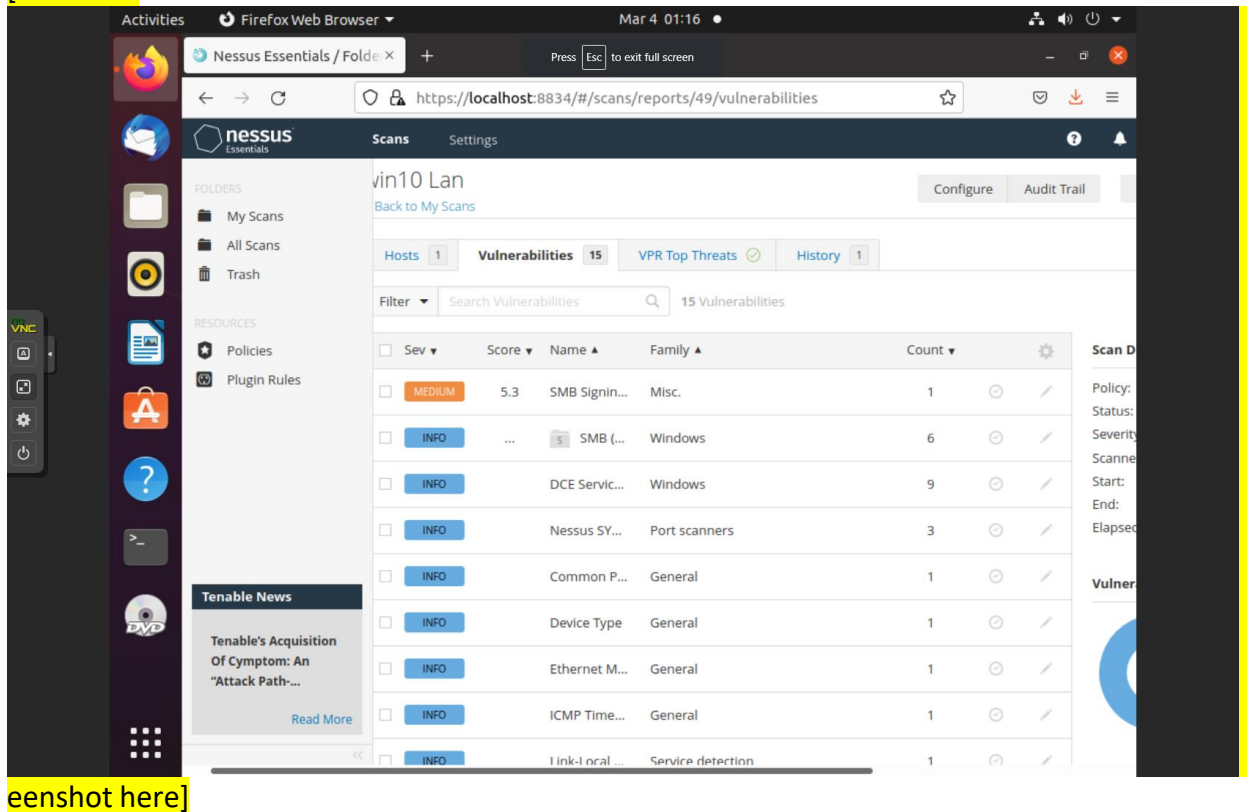 Activities Firefox Web Browser Mar 4 01:16
Nessus Essentials / Folde
Press Esc to exit full screen
https://localhost:8834/#/scans/reports/49/vulnerabilities
nessus Essentials Scans Settings
FOLDERS
My Scans
All Scans
Trash
RESOURCES
Policies
Plugin Rules
Tenable News
Tenable's Acquisition
Of Cymptom: An
"Attack Path-...
Read More
in10 Lan
Back to My Scans
Configure Audit Trail
Hosts 1 Vulnerabilities 15 VPR Top Threats History 1
Filter Search Vulnerabilities 15 Vulnerabilities
Sev Score Name Family Count
MEDIUM 5.3 SMB Signin... Misc. 1
INFO ... S SMB (... Windows 6
INFO DCE Servic... Windows 9
INFO Nessus SY... Port scanners 3
INFO Common P... General 1
INFO Device Type General 1
INFO Ethernet M... General 1
INFO ICMP Time... General 1
INFO Link-Local ... Service detection 1
Scan D
Policy:
Status:
Severity
Scanne
Start:
End:
Elapsed
Vulner
VNC
A
DVD
eenshot here]